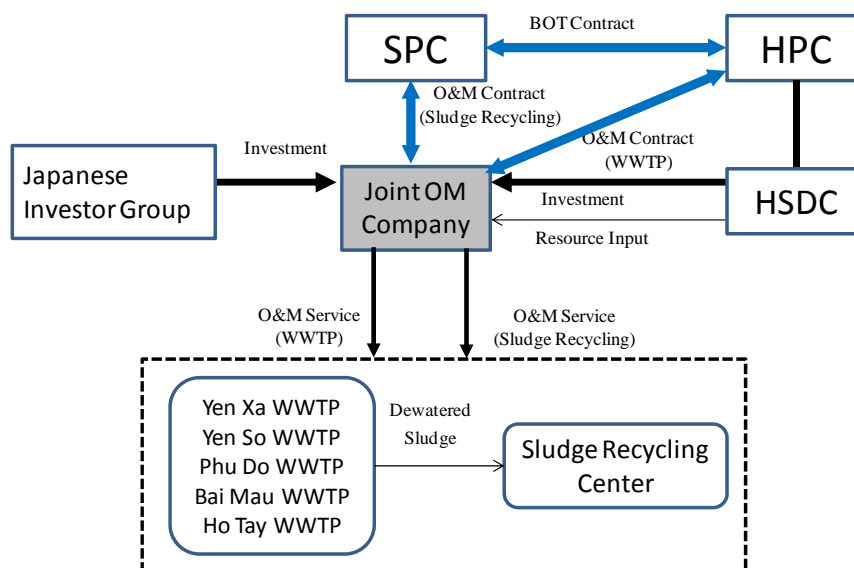 BOT Contract
SPC
HPC
O&M Contract
(Sludge Recycling)
O&M Contract
(WWTP)
Investment
Japanese
Investor Group
Joint OM
Company
Investment
HSDC
Resource Input
O&M Service
(WWTP)
O&M Service
(Sludge Recycling)
Yen Xa WWTP
Yen So WWTP
Phu Do WWTP
Bai Mau WWTP
Ho Tay WWTP
Dewatered
Sludge
Sludge Recycling
Center